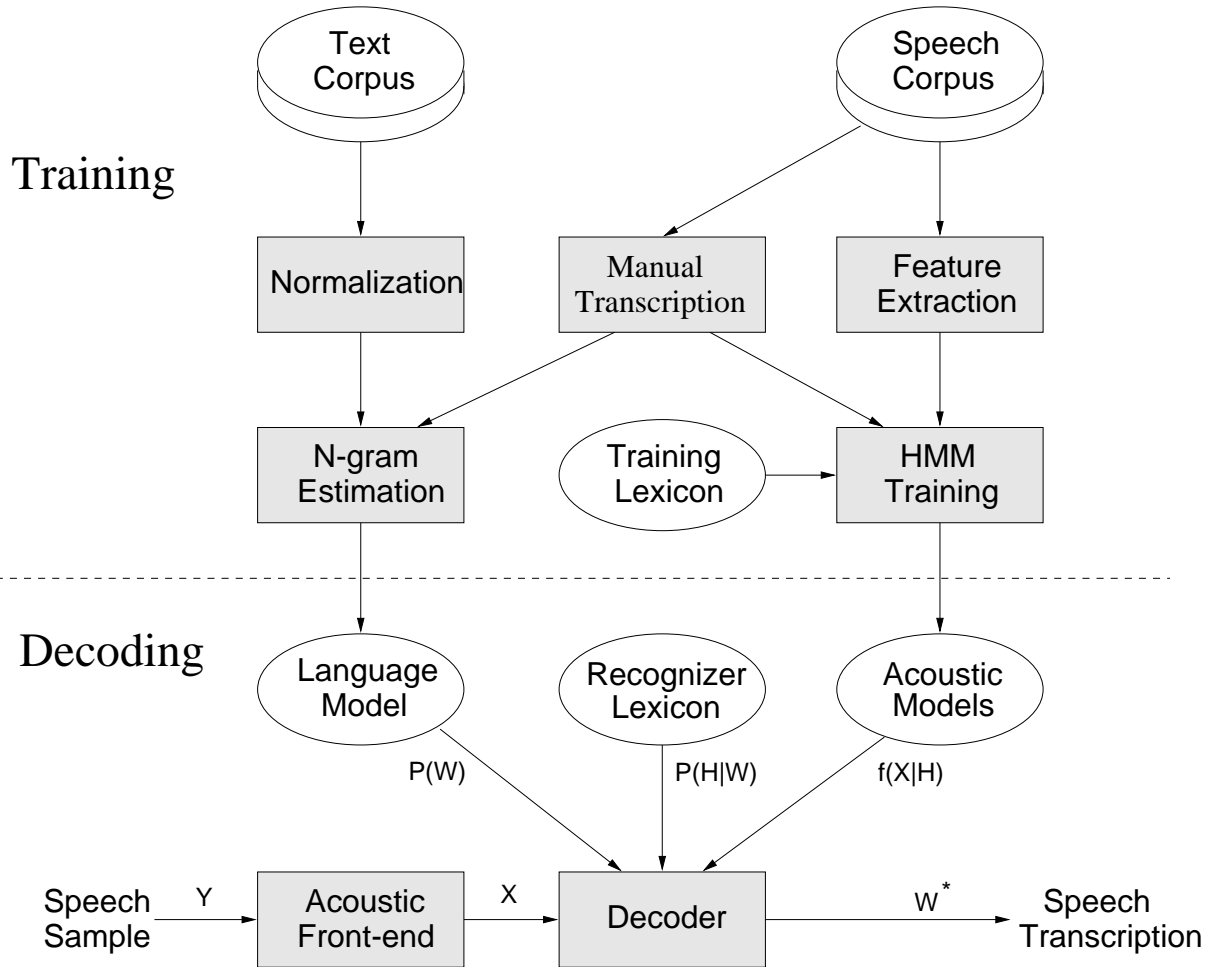 Text
Corpus
Speech
Corpus
Training
Normalization
Manual
Transcription
Feature
Extraction
N-gram
Estimation
Training
Lexicon
HMM
Training
Decoding
Language
Model
Recognizer
Lexicon
Acoustic
Models
P(W)
P(H|W)
f(X|H)
Speech
Sample
Y
Acoustic
Front-end
X
Decoder
W*
Speech
Transcription